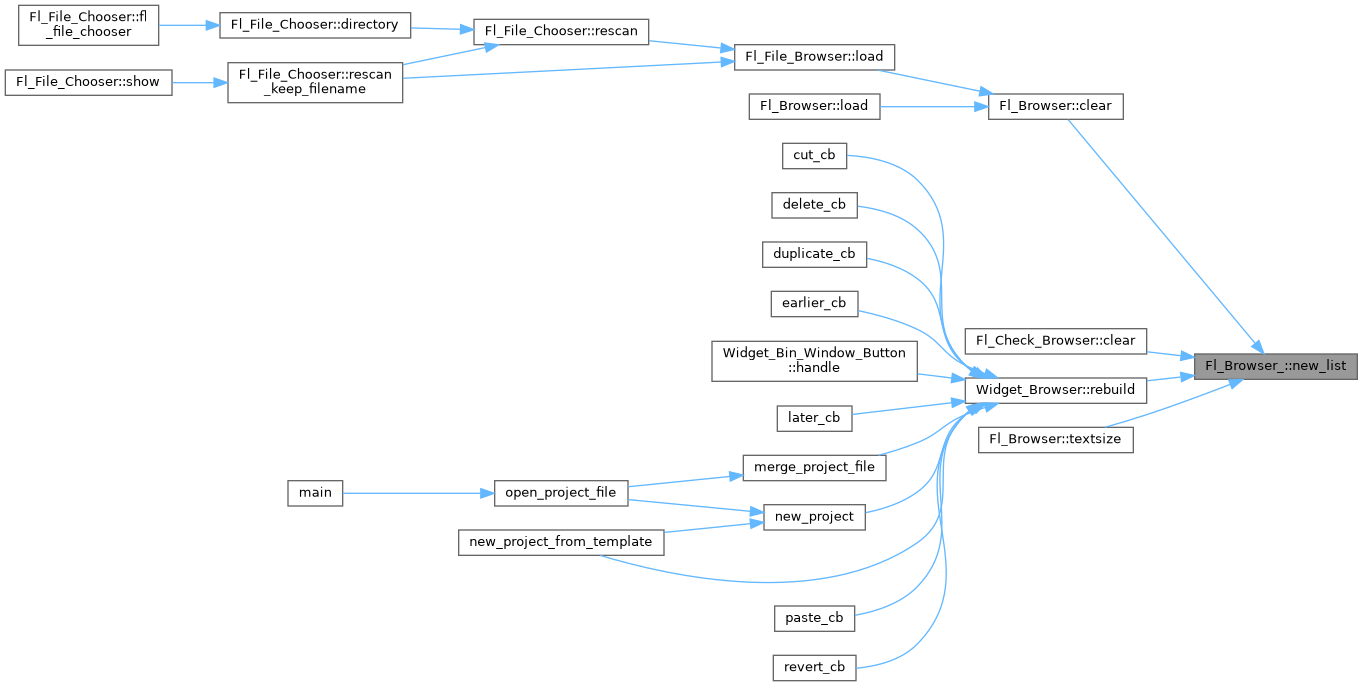 Fl_File_Chooser::fl
_file_chooser
Fl_File_Chooser::directory
Fl_File_Chooser::rescan
Fl_File_Browser::load
Fl_File_Chooser::show
Fl_File_Chooser::rescan
_keep_filename
Fl_Browser::load
Fl_Browser::clear
cut_cb
delete_cb
duplicate_cb
earlier_cb
Widget_Bin_Window_Button
::handle
Fl_Check_Browser::clear
Fl_Browser_::new_list
Widget_Browser::rebuild
later_cb
Fl_Browser::textsize
merge_project_file
main
open_project_file
new_project
new_project_from_template
paste_cb
revert_cb